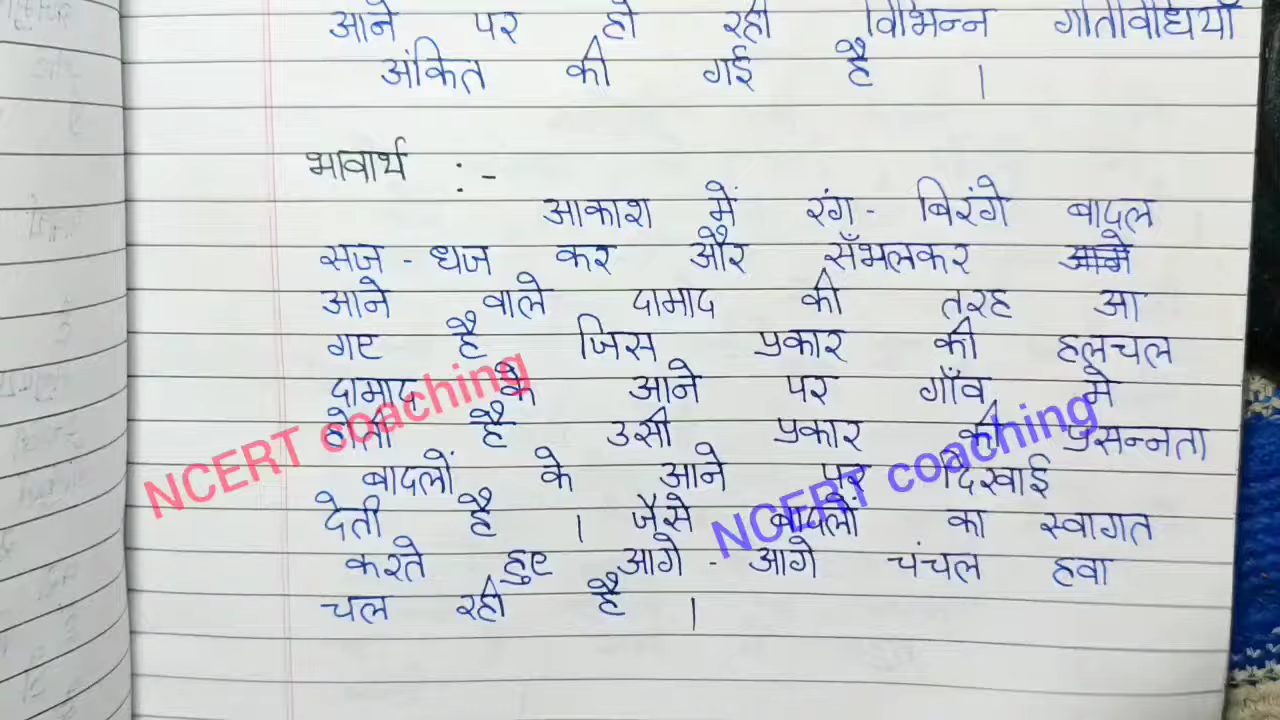 आने पर हो रही विभिन्न गतिविधियाँ
अंकित की गई है ।
भावार्थ :-
आकाश में रंग - बिरंगे बादल
सज - धज कर और सँभलकर
आने वाले दामाद की तरह आ
गए है जिस प्रकार की हलचल
दामाद के आने पर गाँव मे
होती है उसी प्रकार की प्रसन्नता
बादलों के आने पर दिखाई
देती है । जैसे बादलों का स्वागत
करते हुए आगे - आगे चंचल हवा
चल रही है ।
NCERT coaching
NCERT coaching